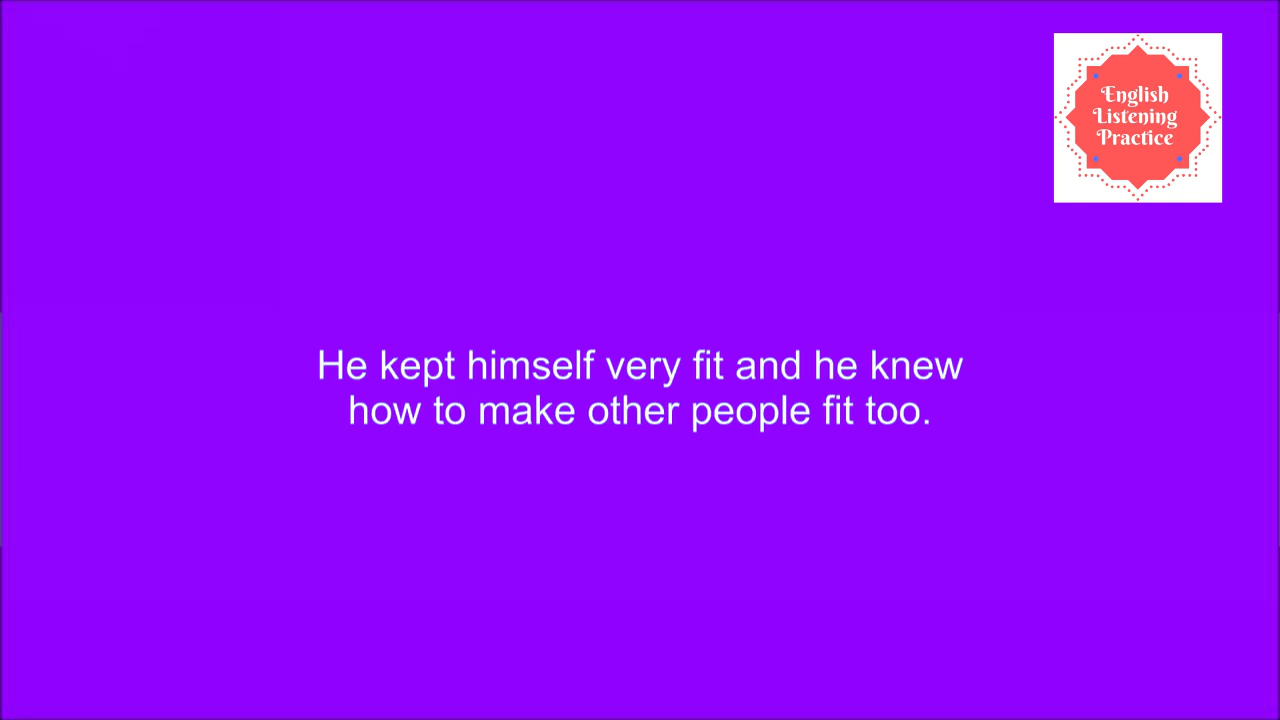 English
Listening
Practice
He kept himself very fit and he knew
how to make other people fit too.